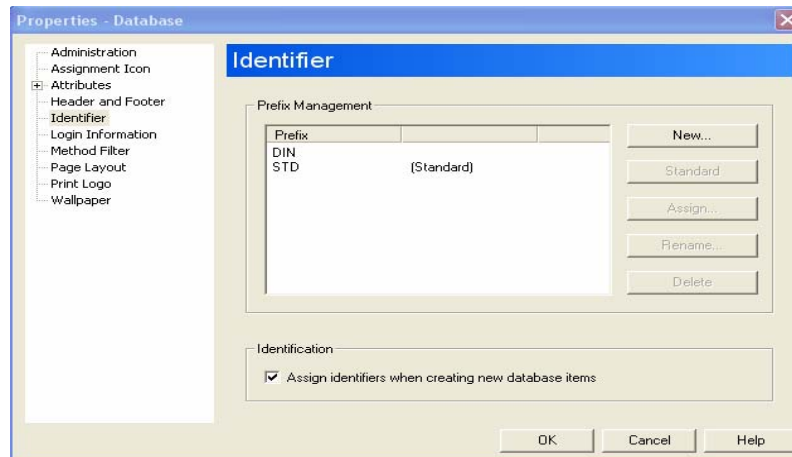 Properties - Database
Administration
Assignment Icon
Attributes
Header and Footer
Identifier
Login Information
Method Filter
Page Layout
Print Logo
Wallpaper
Identifier
Prefix Management
Prefix
DIN
STD (Standard)
New...
Standard
Assign...
Rename...
Delete
Identification
Assign identifiers when creating new database items
OK Cancel Help